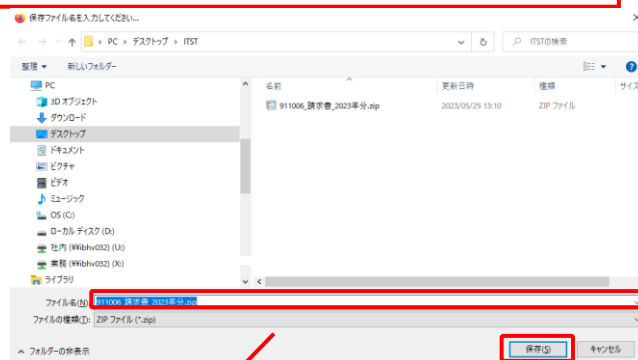 保存ファイル名を入力してください...
PC › デスクトップ › ITST
ITSTの検索
整理 新しいフォルダー
名前 更新日時 種類 サイズ
PC
3D オブジェクト
ダウンロード
デスクトップ
ドキュメント
ピクチャ
ビデオ
ミュージック
OS (C:)
ローカル ディスク (D:)
社内 (¥¥ibhv032) (U:)
業務 (¥¥ibhv032) (X:)
ライブラリ
911006_請求書_2023年分.zip 2023/05/25 13:10 ZIP ファイル
ファイル名(N): 911006_請求書_2023年分.zip
ファイルの種類(T): ZIP ファイル (*.zip)
フォルダーの非表示
保存(S) キャンセル